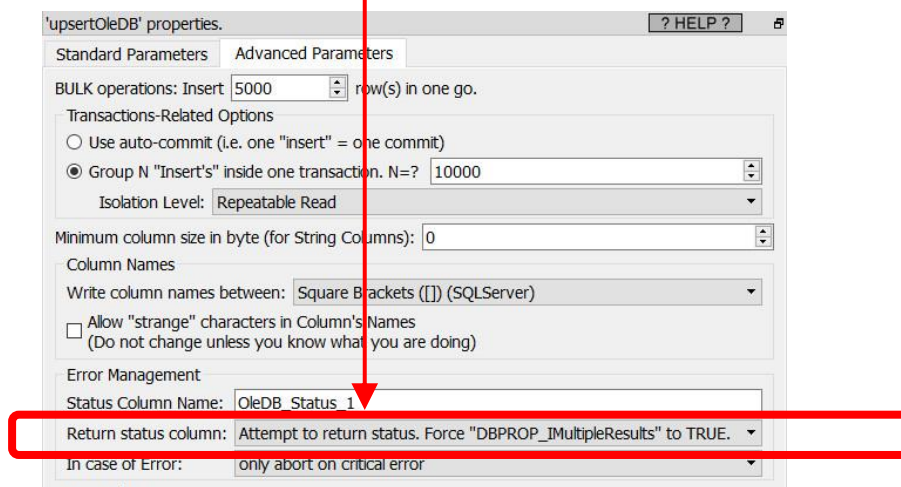 'upsertOleDB' properties. ? HELP ?
Standard Parameters Advanced Parameters
BULK operations: Insert 5000 row(s) in one go.
Transactions-Related Options
Use auto-commit (i.e. one "insert" = one commit)
Group N "Insert's" inside one transaction. N=? 10000
Isolation Level: Repeatable Read
Minimum column size in byte (for String Columns): 0
Column Names
Write column names between: Square Brackets ([]) (SQLServer)
Allow "strange" characters in Column's Names
(Do not change unless you know what you are doing)
Error Management
Status Column Name: OleDB_Status_1
Return status column: Attempt to return status. Force "DBPROP_IMultipleResults" to TRUE.
In case of Error: only abort on critical error